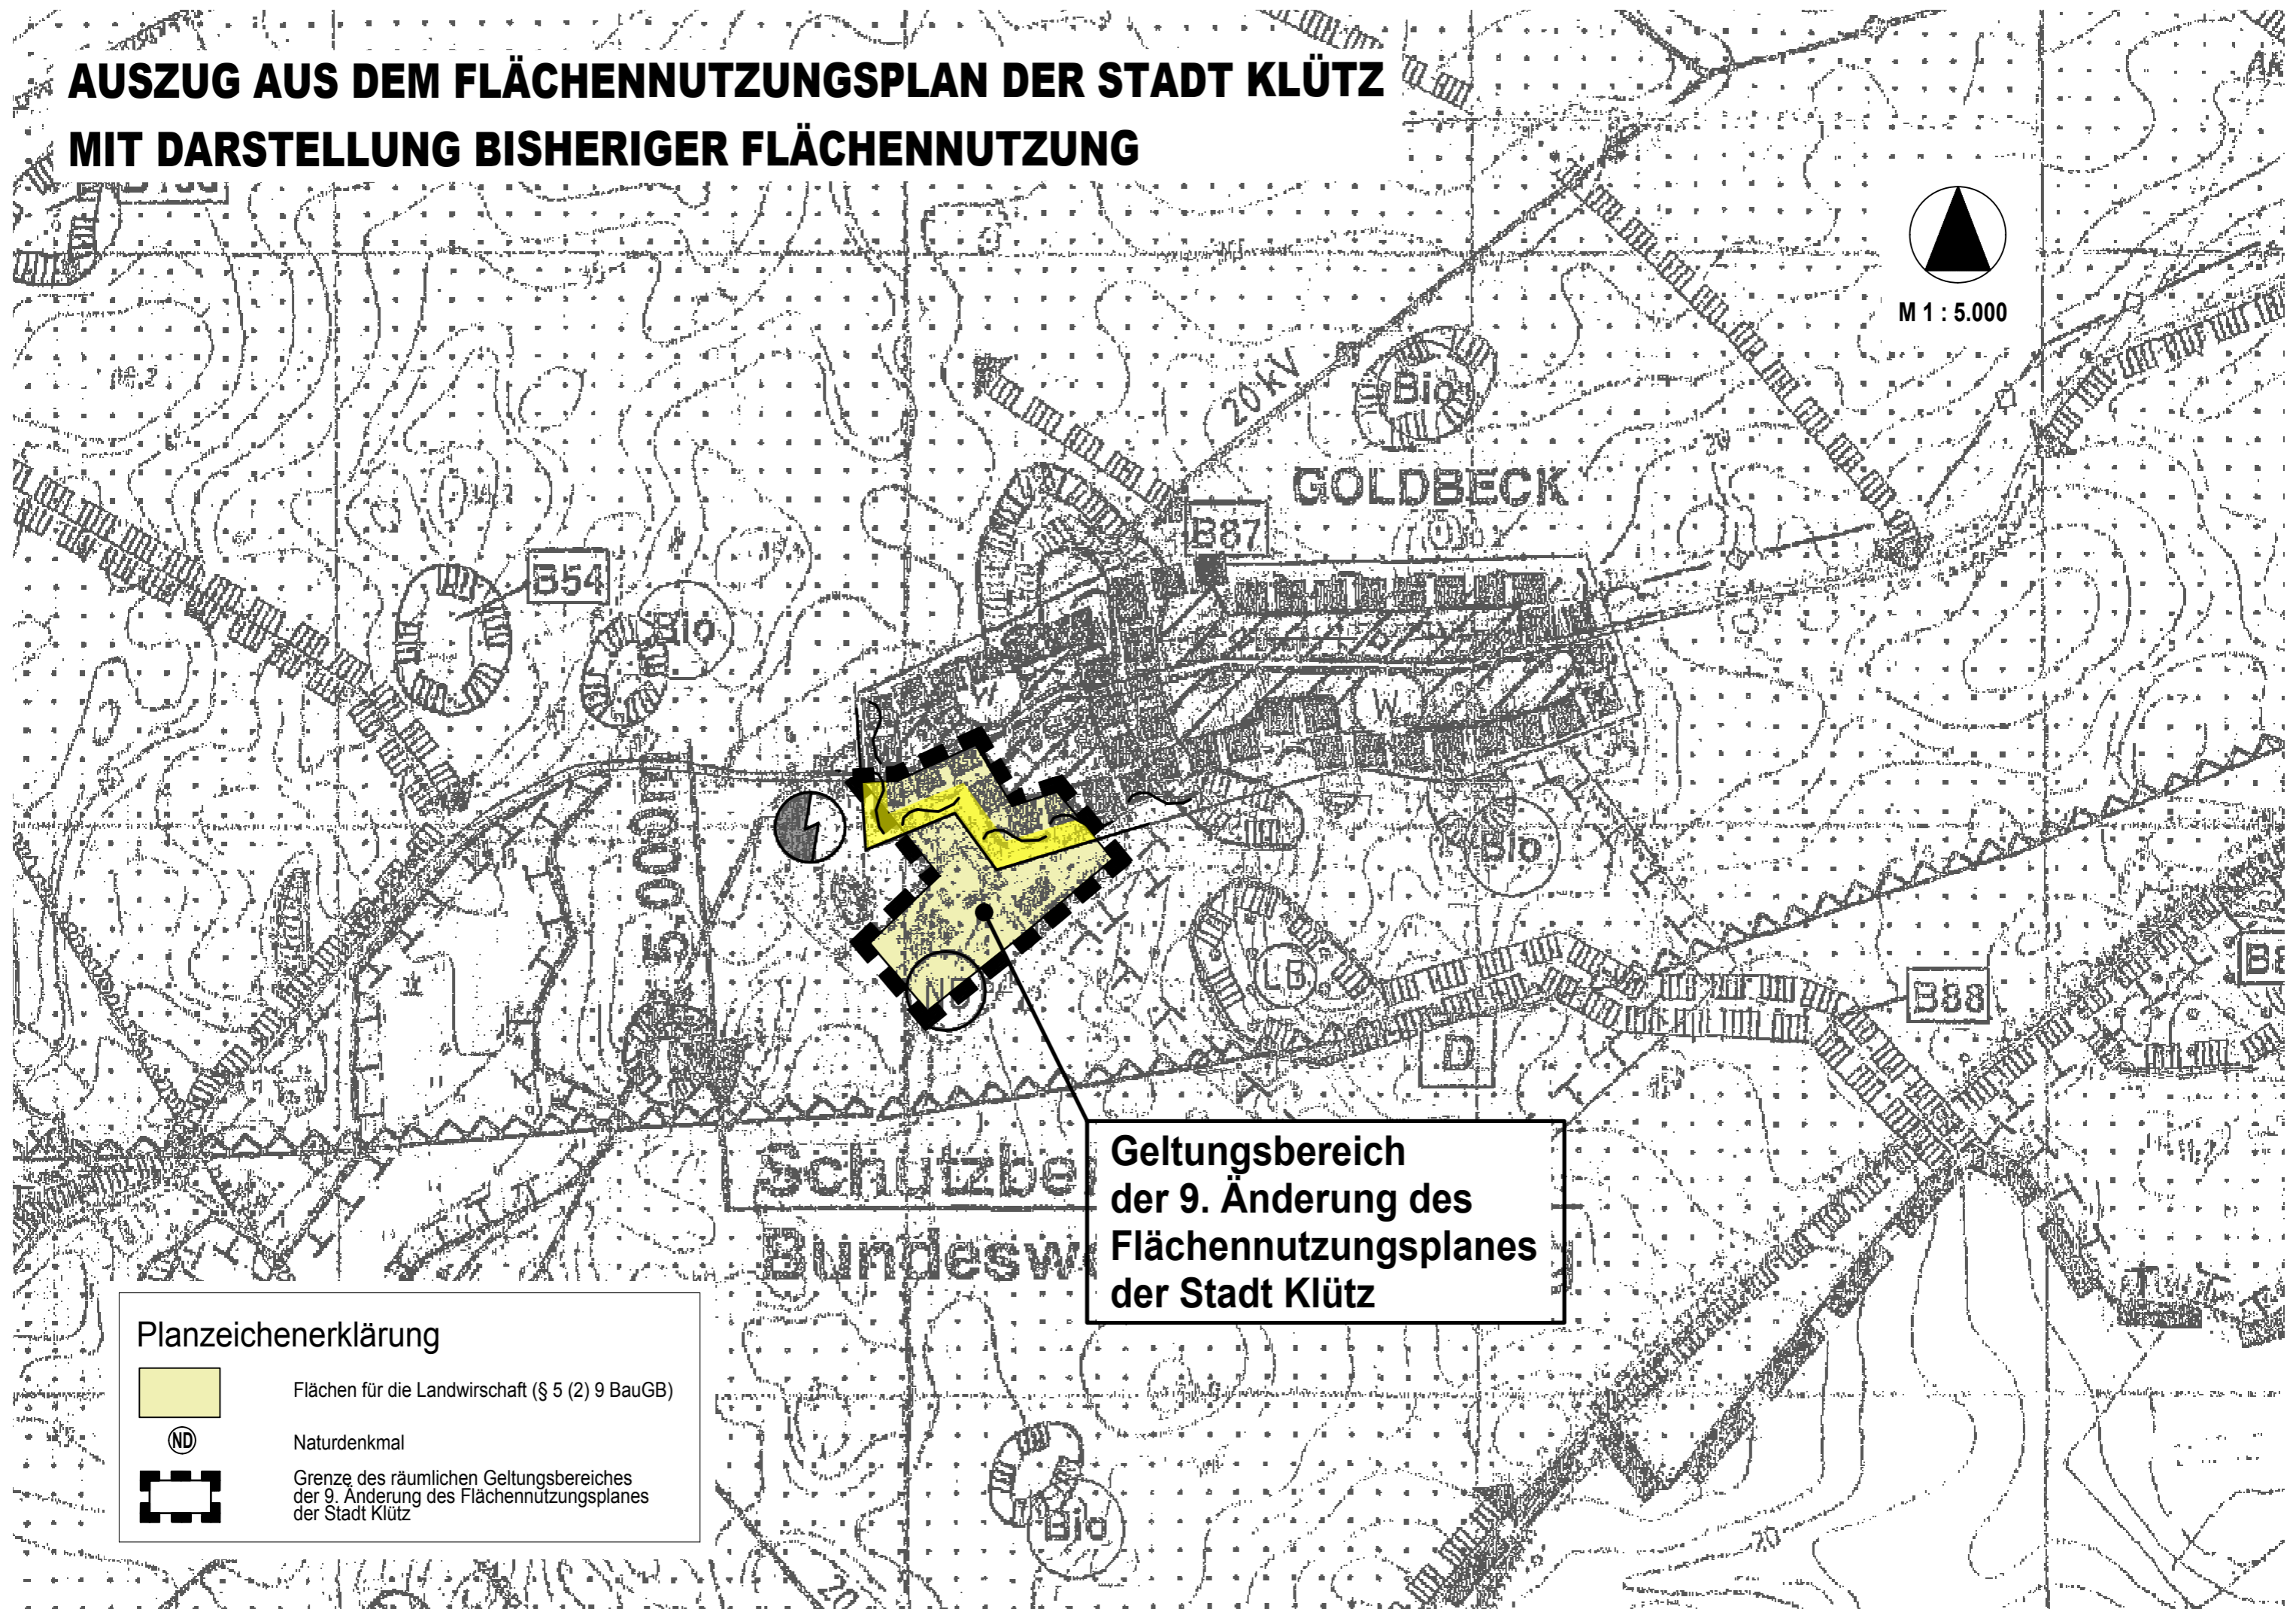 AUSZUG AUS DEM FLÄCHENNUTZUNGSPLAN DER STADT KLÜTZ
MIT DARSTELLUNG BISHERIGER FLÄCHENNUTZUNG
M 1 : 5.000
20 kV
Bio
GOLDBECK
B87
B54
Bio
W
W
5.000m
Bio
LB
ND
B88
D
Schutzbe
Bundesw
Geltungsbereich
der 9. Änderung des
Flächennutzungsplanes
der Stadt Klütz
Planzeichenerklärung
Flächen für die Landwirschaft (§ 5 (2) 9 BauGB)
ND
Naturdenkmal
Grenze des räumlichen Geltungsbereiches
der 9. Änderung des Flächennutzungsplanes
der Stadt Klütz
Bio
20
20